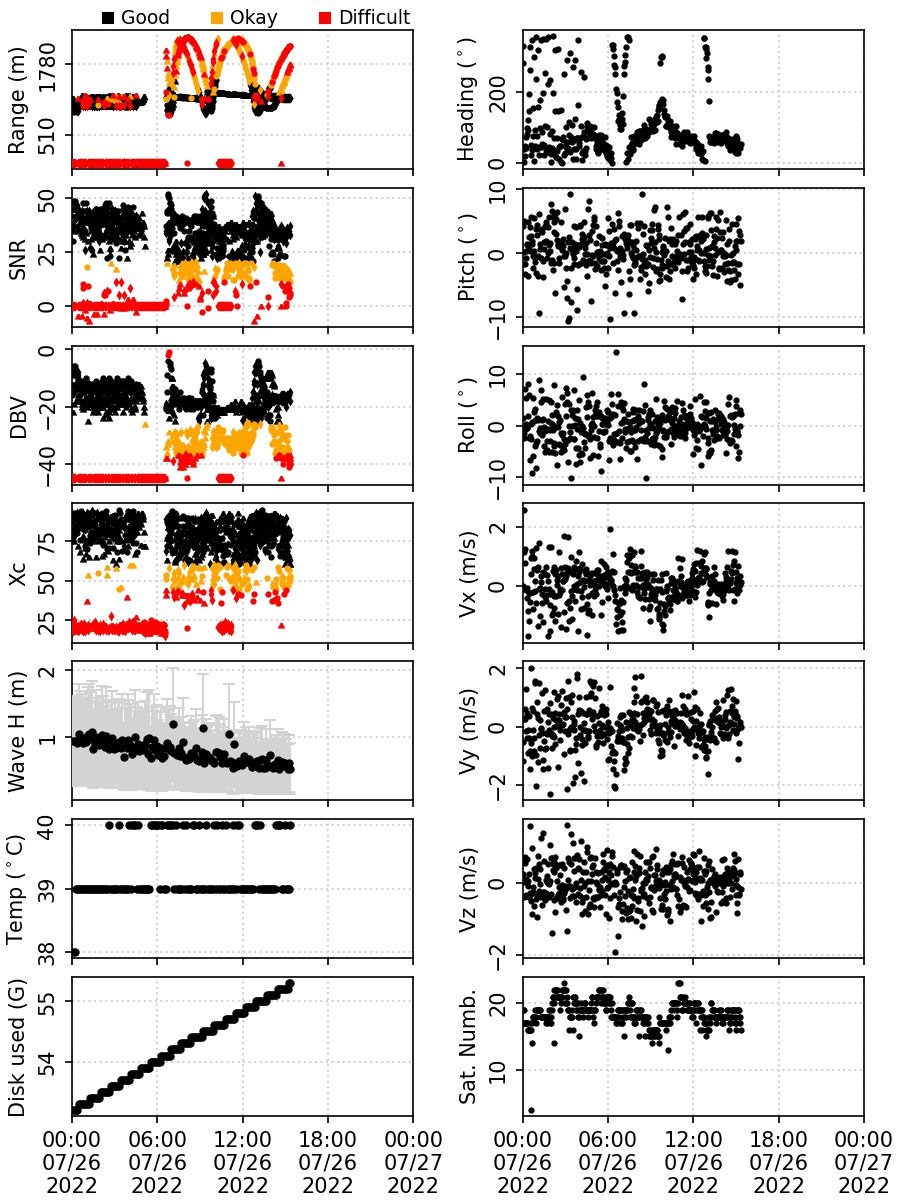 Good Okay Difficult
Range (m)
1780
510
Heading (°)
200
0
SNR
50
25
0
Pitch (°)
10
0
−10
DBV
0
−20
−40
Roll (°)
10
0
−10
Xc
75
50
25
Vx (m/s)
2
0
Wave H (m)
2
1
Vy (m/s)
2
0
−2
Temp (°C)
40
39
38
Vz (m/s)
0
−2
Disk used (G)
55
54
Sat. Numb.
20
10
00:00 06:00 12:00 18:00 00:00
07/26 07/26 07/26 07/26 07/27
2022 2022 2022 2022 2022
00:00 06:00 12:00 18:00 00:00
07/26 07/26 07/26 07/26 07/27
2022 2022 2022 2022 2022